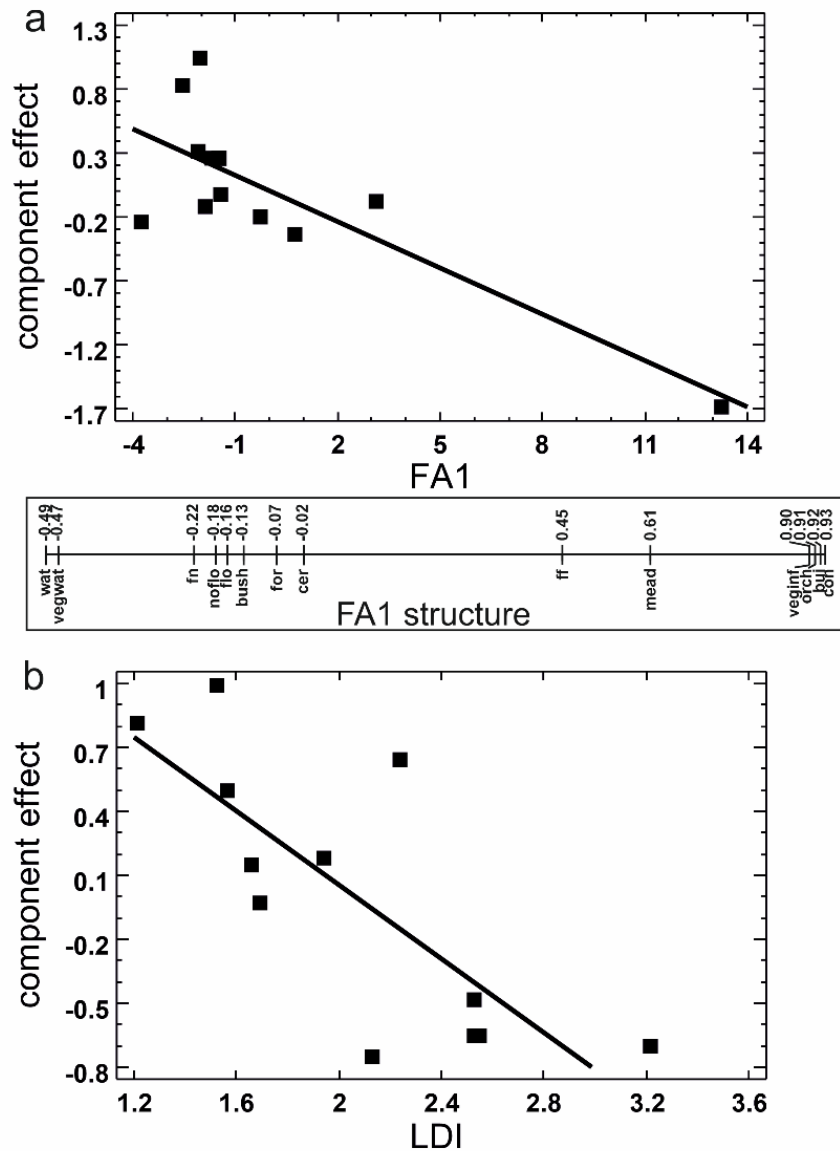 a
1.3
0.8
0.3
-0.2
-0.7
-1.2
-1.7
component effect
-4 -1 2 5 8 11 14
FA1
-0.49 -0.47 -0.22 -0.18 -0.16 -0.13 -0.07 -0.02 0.45 0.61 0.90 0.91 0.92 0.93
wat vegwat fn noflo flo bush for cer ff mead veginf orch bui
FA1 structure
b
1
0.7
0.4
0.1
-0.2
-0.5
-0.8
component effect
1.2 1.6 2 2.4 2.8 3.2 3.6
LDI